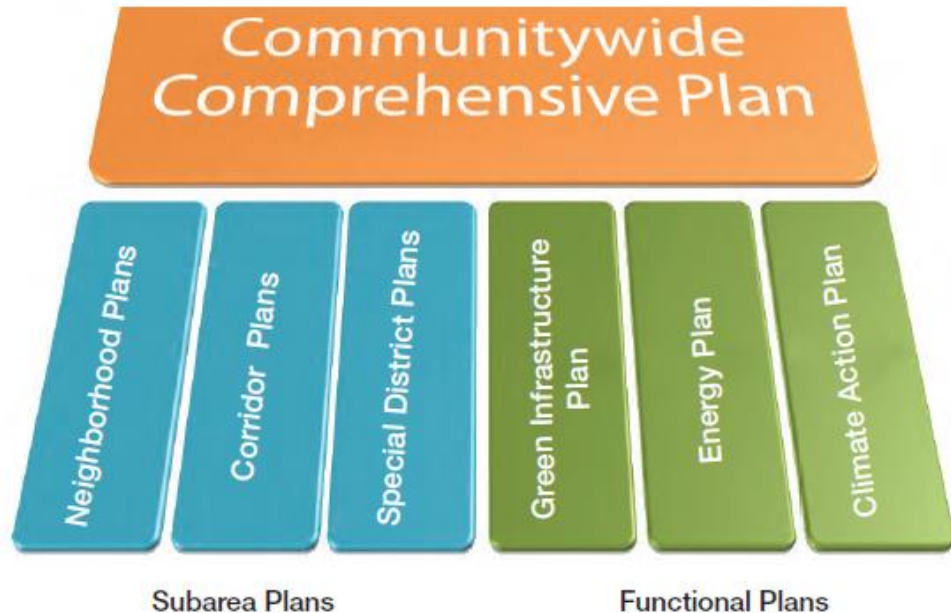 Communitywide
Comprehensive Plan
Neighborhood Plans
Corridor Plans
Special District Plans
Green Infrastructure
Plan
Energy Plan
Climate Action Plan
Subarea Plans
Functional Plans